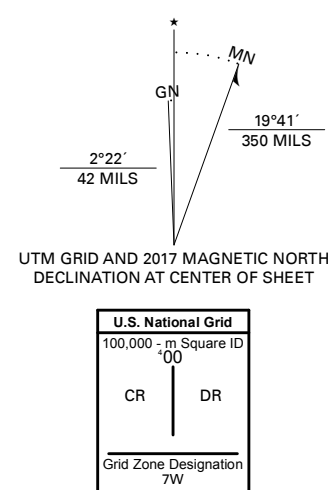 ★
MN
GN
19°41´
350 MILS
2°22´
42 MILS
UTM GRID AND 2017 MAGNETIC NORTH
DECLINATION AT CENTER OF SHEET
U.S. National Grid
100,000 - m Square ID
⁴00
CR DR
Grid Zone Designation
7W